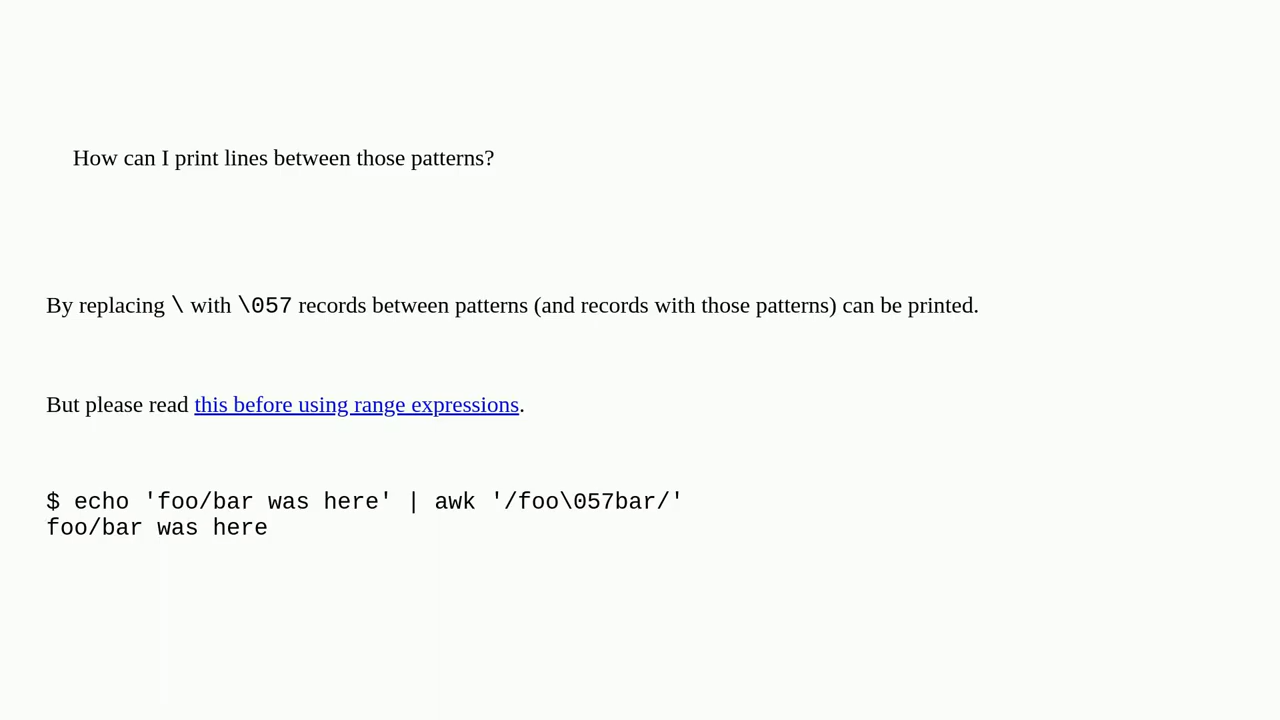 How can I print lines between those patterns?
By replacing \ with \057 records between patterns (and records with those patterns) can be printed.
But please read this before using range expressions.
$ echo 'foo/bar was here' | awk '/foo\057bar/'
foo/bar was here